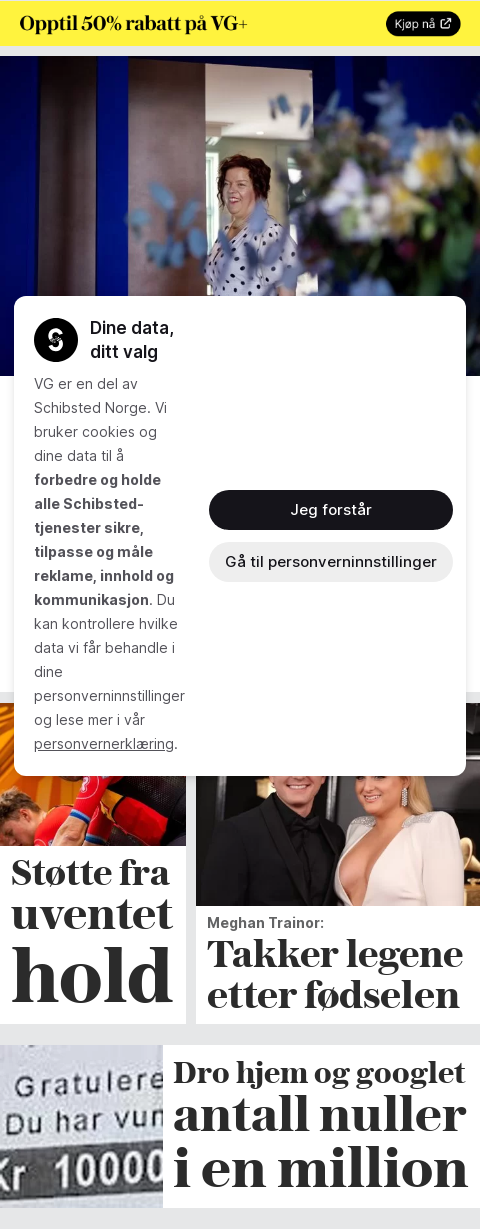 Opptil 50% rabatt på VG+
Kjøp nå
Dine data,
ditt valg
VG er en del av
Schibsted Norge. Vi
bruker cookies og
dine data til å
forbedre og holde
alle Schibsted-
tjenester sikre,
tilpasse og måle
reklame, innhold og
kommunikasjon. Du
kan kontrollere hvilke
data vi får behandle i
dine
personverninnstillinger
og lese mer i vår
personvernerklæring.
Jeg forstår
Gå til personverninnstillinger
Støtte fra
uventet
hold
Meghan Trainor:
Takker legene
etter fødselen
Gratulere
Du har vun
Kr 10000
Dro hjem og googlet
antall nuller
i en million